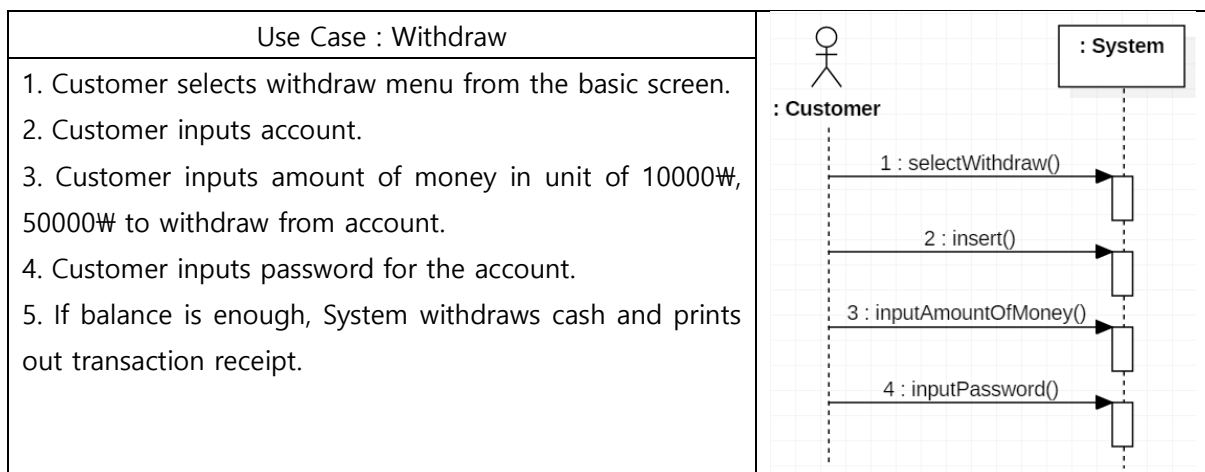 Use Case : Withdraw
1. Customer selects withdraw menu from the basic screen.
2. Customer inputs account.
3. Customer inputs amount of money in unit of 10000₩,
50000₩ to withdraw from account.
4. Customer inputs password for the account.
5. If balance is enough, System withdraws cash and prints
out transaction receipt.
: System
: Customer
1 : selectWithdraw()
2 : insert()
3 : inputAmountOfMoney()
4 : inputPassword()